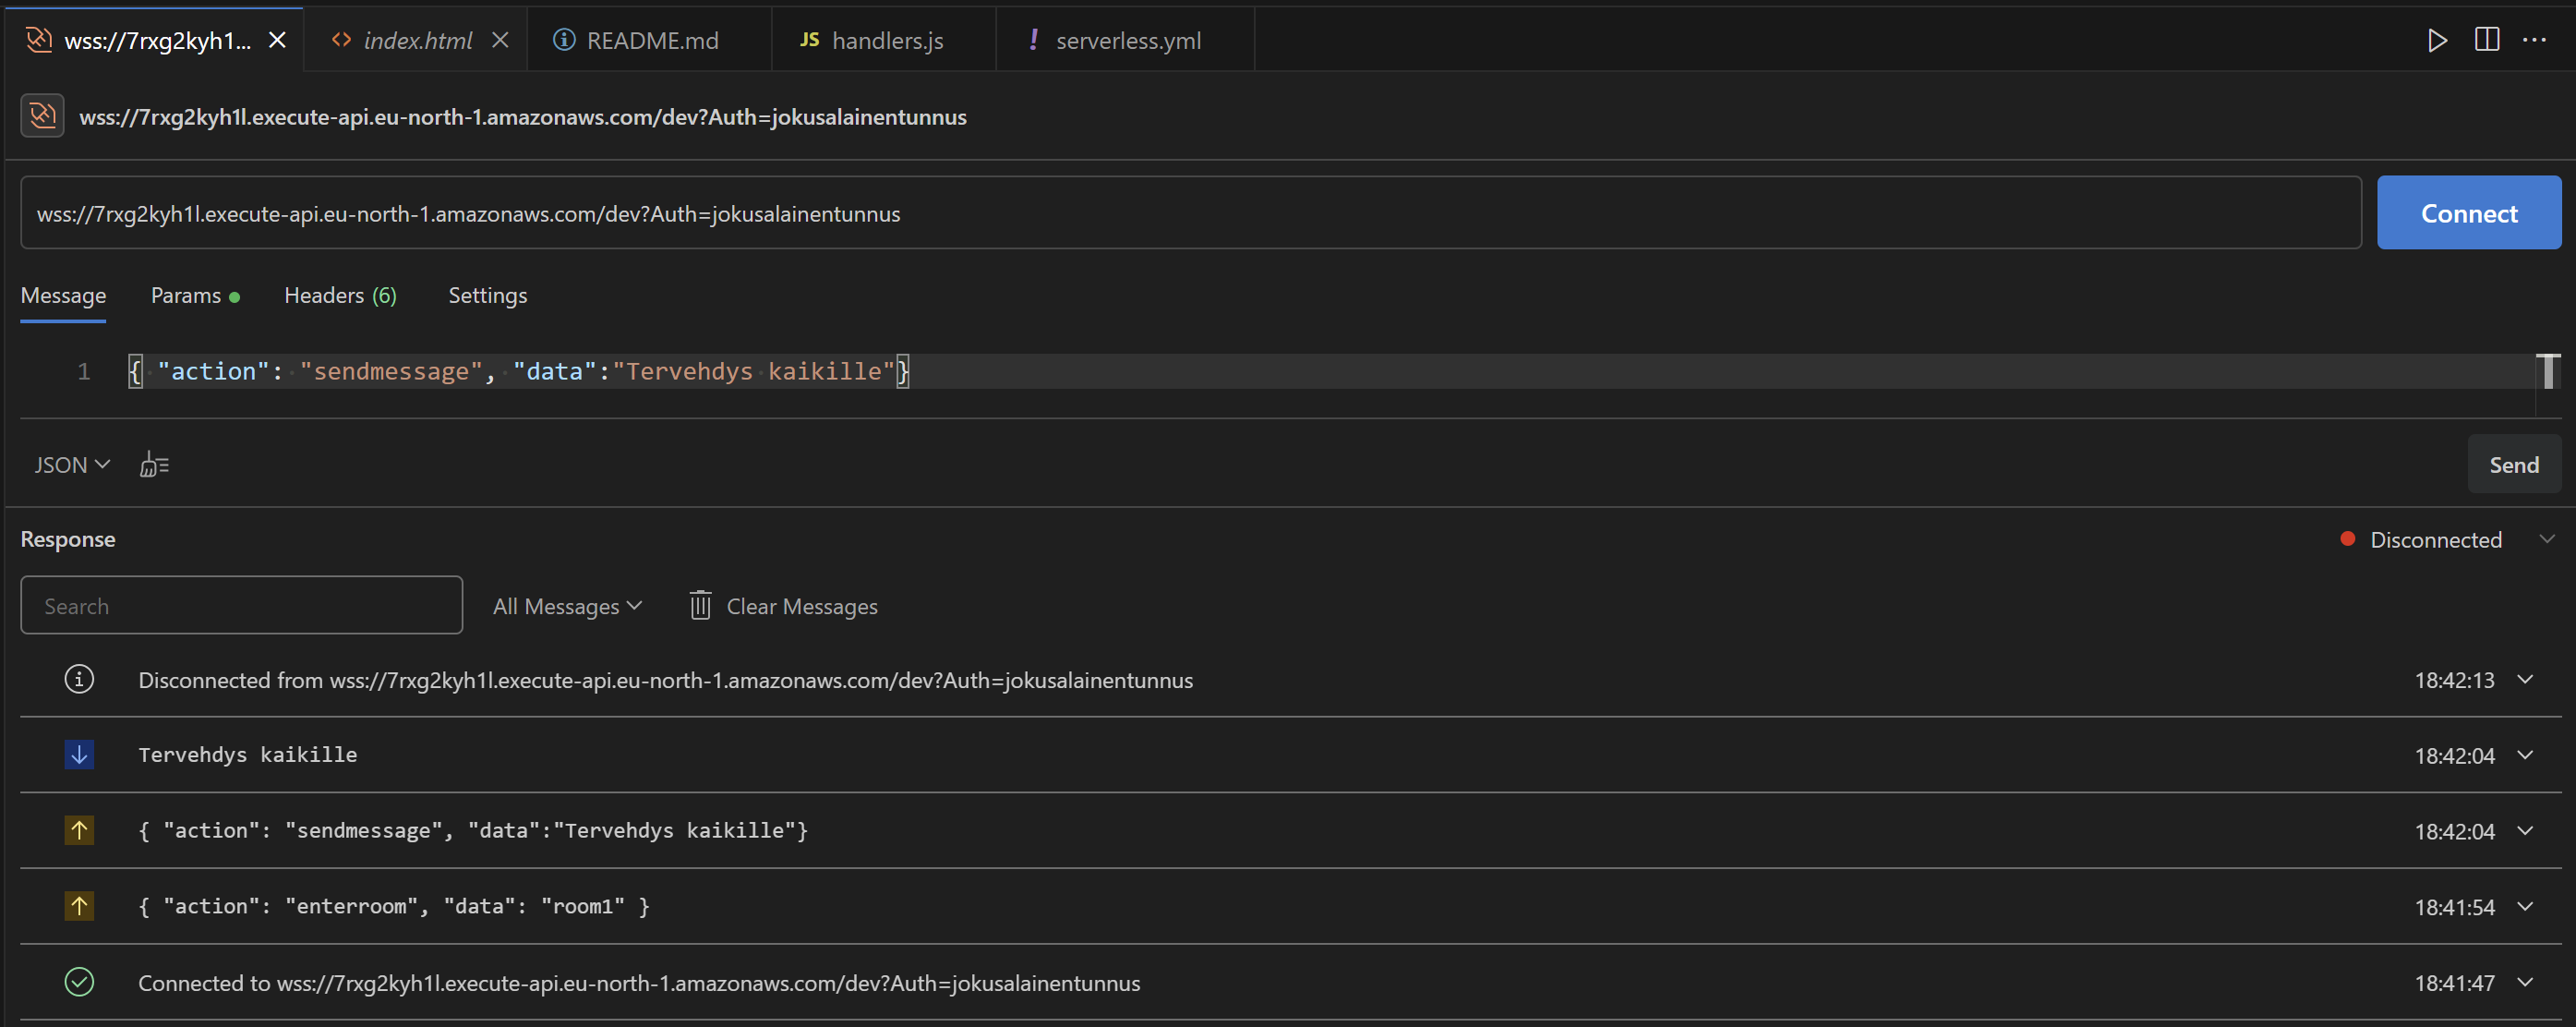 wss://7rxg2kyh1... index.html README.md JS handlers.js ! serverless.yml
wss://7rxg2kyh1l.execute-api.eu-north-1.amazonaws.com/dev?Auth=jokusalainentunnus
wss://7rxg2kyh1l.execute-api.eu-north-1.amazonaws.com/dev?Auth=jokusalainentunnus Connect
Message Params Headers (6) Settings
1 { "action": "sendmessage", "data":"Tervehdys kaikille"}
JSON Send
Response Disconnected
Search All Messages Clear Messages
Disconnected from wss://7rxg2kyh1l.execute-api.eu-north-1.amazonaws.com/dev?Auth=jokusalainentunnus 18:42:13
Tervehdys kaikille 18:42:04
{ "action": "sendmessage", "data":"Tervehdys kaikille"} 18:42:04
{ "action": "enterroom", "data": "room1" } 18:41:54
Connected to wss://7rxg2kyh1l.execute-api.eu-north-1.amazonaws.com/dev?Auth=jokusalainentunnus 18:41:47